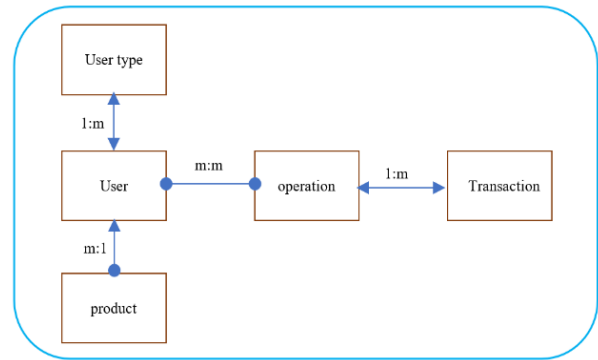 User type
1:m
User
m:m
operation
1:m
Transaction
m:1
product